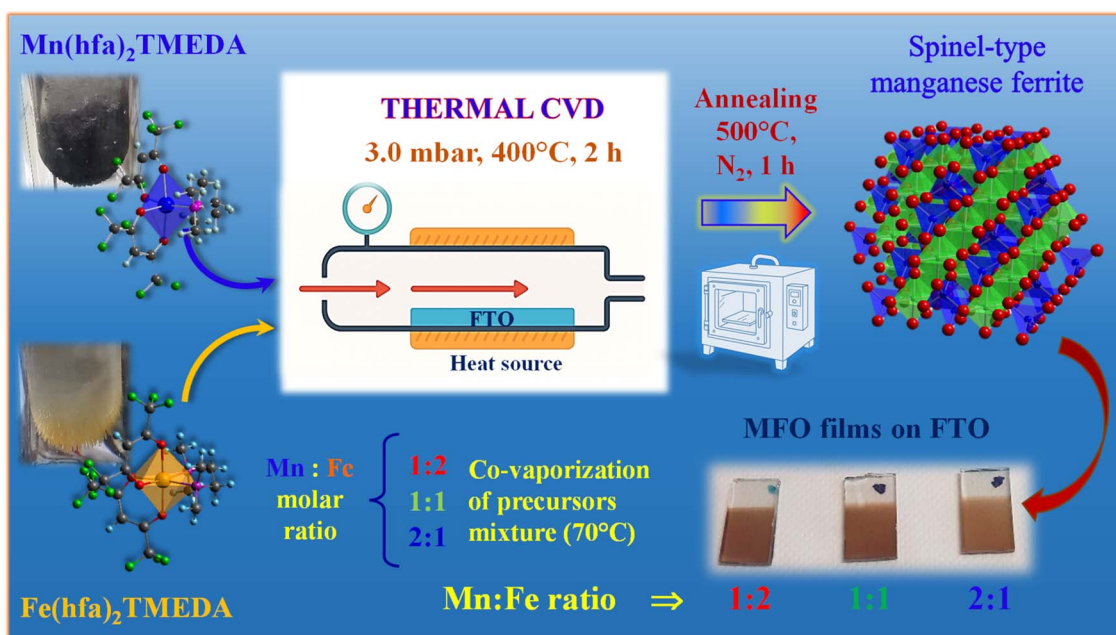 Mn(hfa)₂TMEDA
THERMAL CVD
3.0 mbar, 400°C, 2 h
FTO
Heat source
Annealing
500°C,
N₂, 1 h
Spinel-type
manganese ferrite
Fe(hfa)₂TMEDA
Mn : Fe
molar
ratio
1:2
1:1
2:1
Co-vaporization
of precursors
mixture (70°C)
MFO films on FTO
Mn:Fe ratio ⇒ 1:2 1:1 2:1